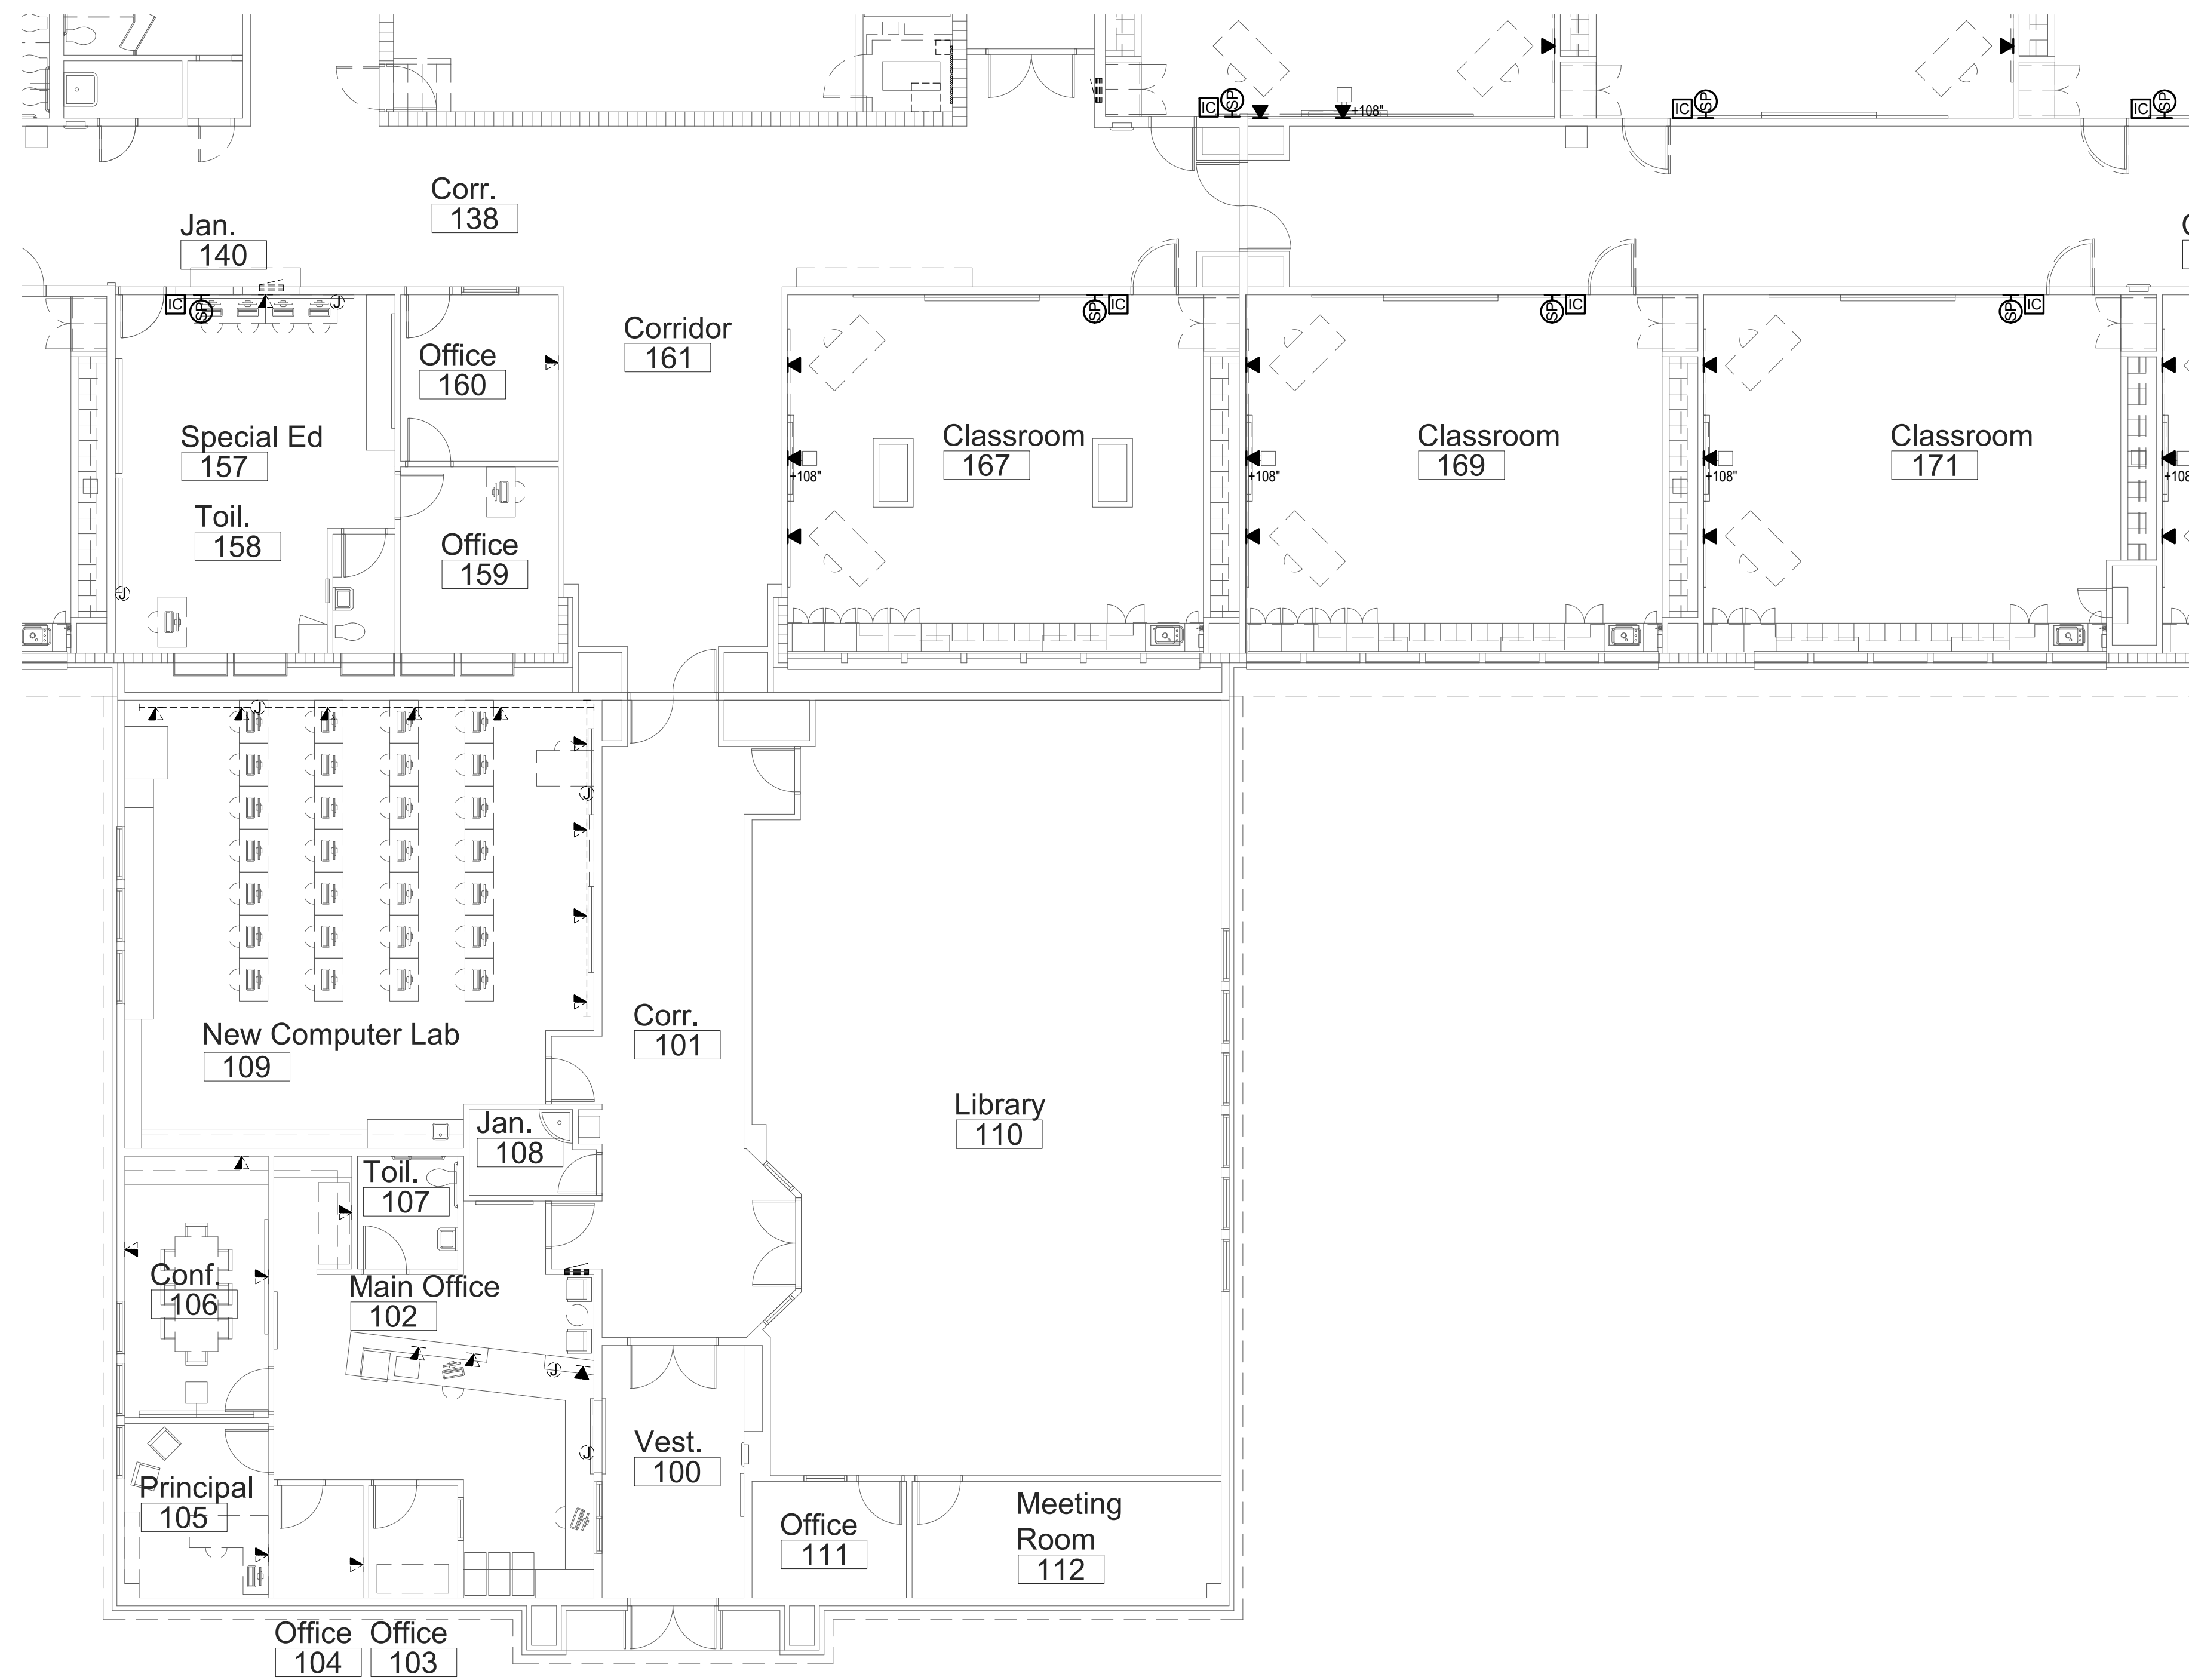 IC SP +108" IC SP IC SP
Corr.
138
Jan.
140
IC SP J
SP IC
SP IC
SP IC
Corridor
161
Office
160
Special Ed
157
Classroom
167
Classroom
169
Classroom
171
+108"
+108"
+108"
Toil.
158
Office
159
J
J
J
New Computer Lab
109
Corr.
101
Library
110
Jan.
108
Toil.
107
Conf.
106
Main Office
102
J
J
Vest.
100
Principal
105
Office
111
Meeting
Room
112
Office Office
104 103